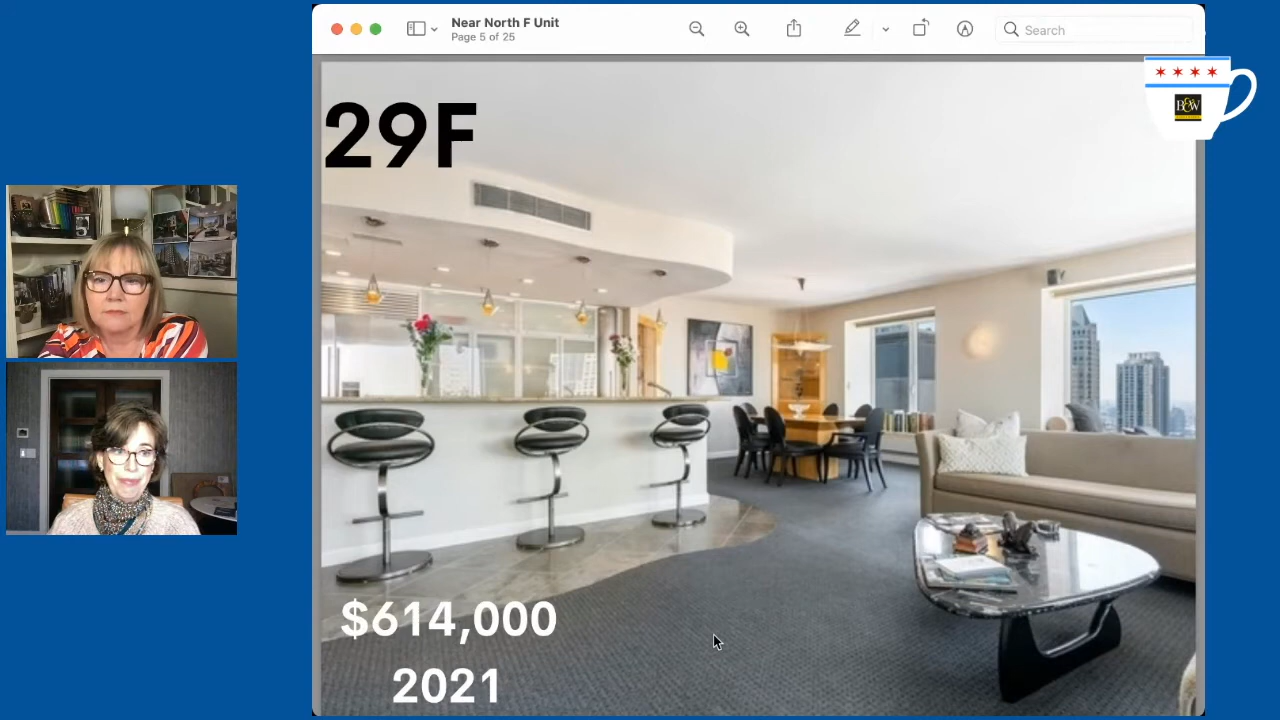 Near North F Unit
Page 5 of 25
Search
29F
B&W
$614,000
2021